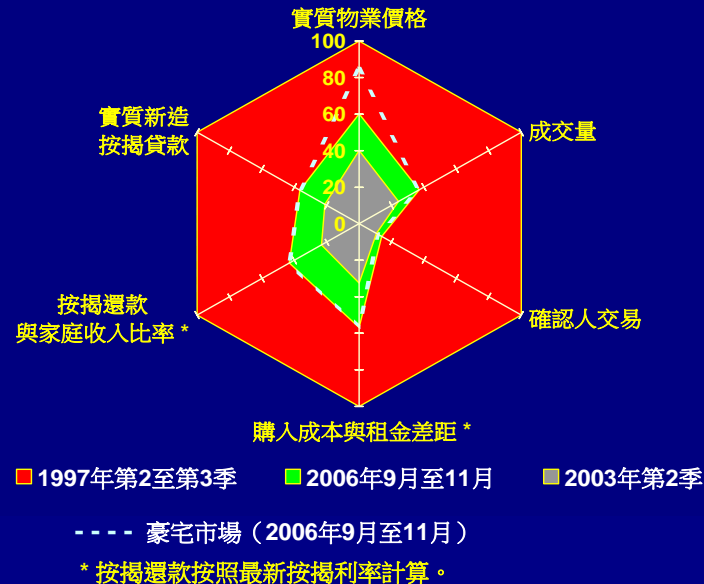 實質物業價格
100
80
60
40
20
0
成交量
確認人交易
購入成本與租金差距 *
按揭還款
與家庭收入比率 *
實質新造
按揭貸款
1997年第2至第3季
2006年9月至11月
2003年第2季
豪宅市場（2006年9月至11月）
* 按揭還款按照最新按揭利率計算。